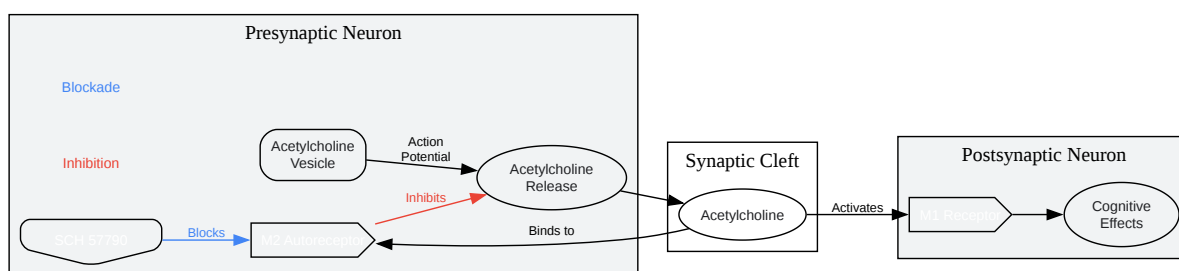 Presynaptic Neuron
Blockade
Inhibition
Acetylcholine
Vesicle
Action
Potential
Acetylcholine
Release
Inhibits
SCH 57790
Blocks
M2 Autoreceptor
Binds to
Synaptic Cleft
Acetylcholine
Activates
Postsynaptic Neuron
M1 Receptor
Cognitive
Effects